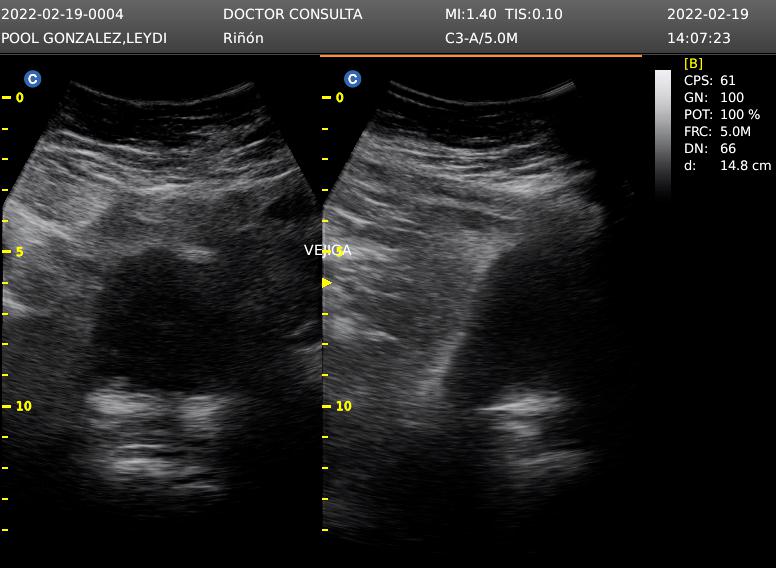 2022-02-19-0004 DOCTOR CONSULTA MI:1.40 TIS:0.10 2022-02-19
POOL GONZALEZ,LEYDI Riñón C3-A/5.0M 14:07:23
C C
[B]
0 0
CPS: 61
GN: 100
POT: 100 %
FRC: 5.0M
DN: 66
d: 14.8 cm
VEJIGA
5 5
10 10